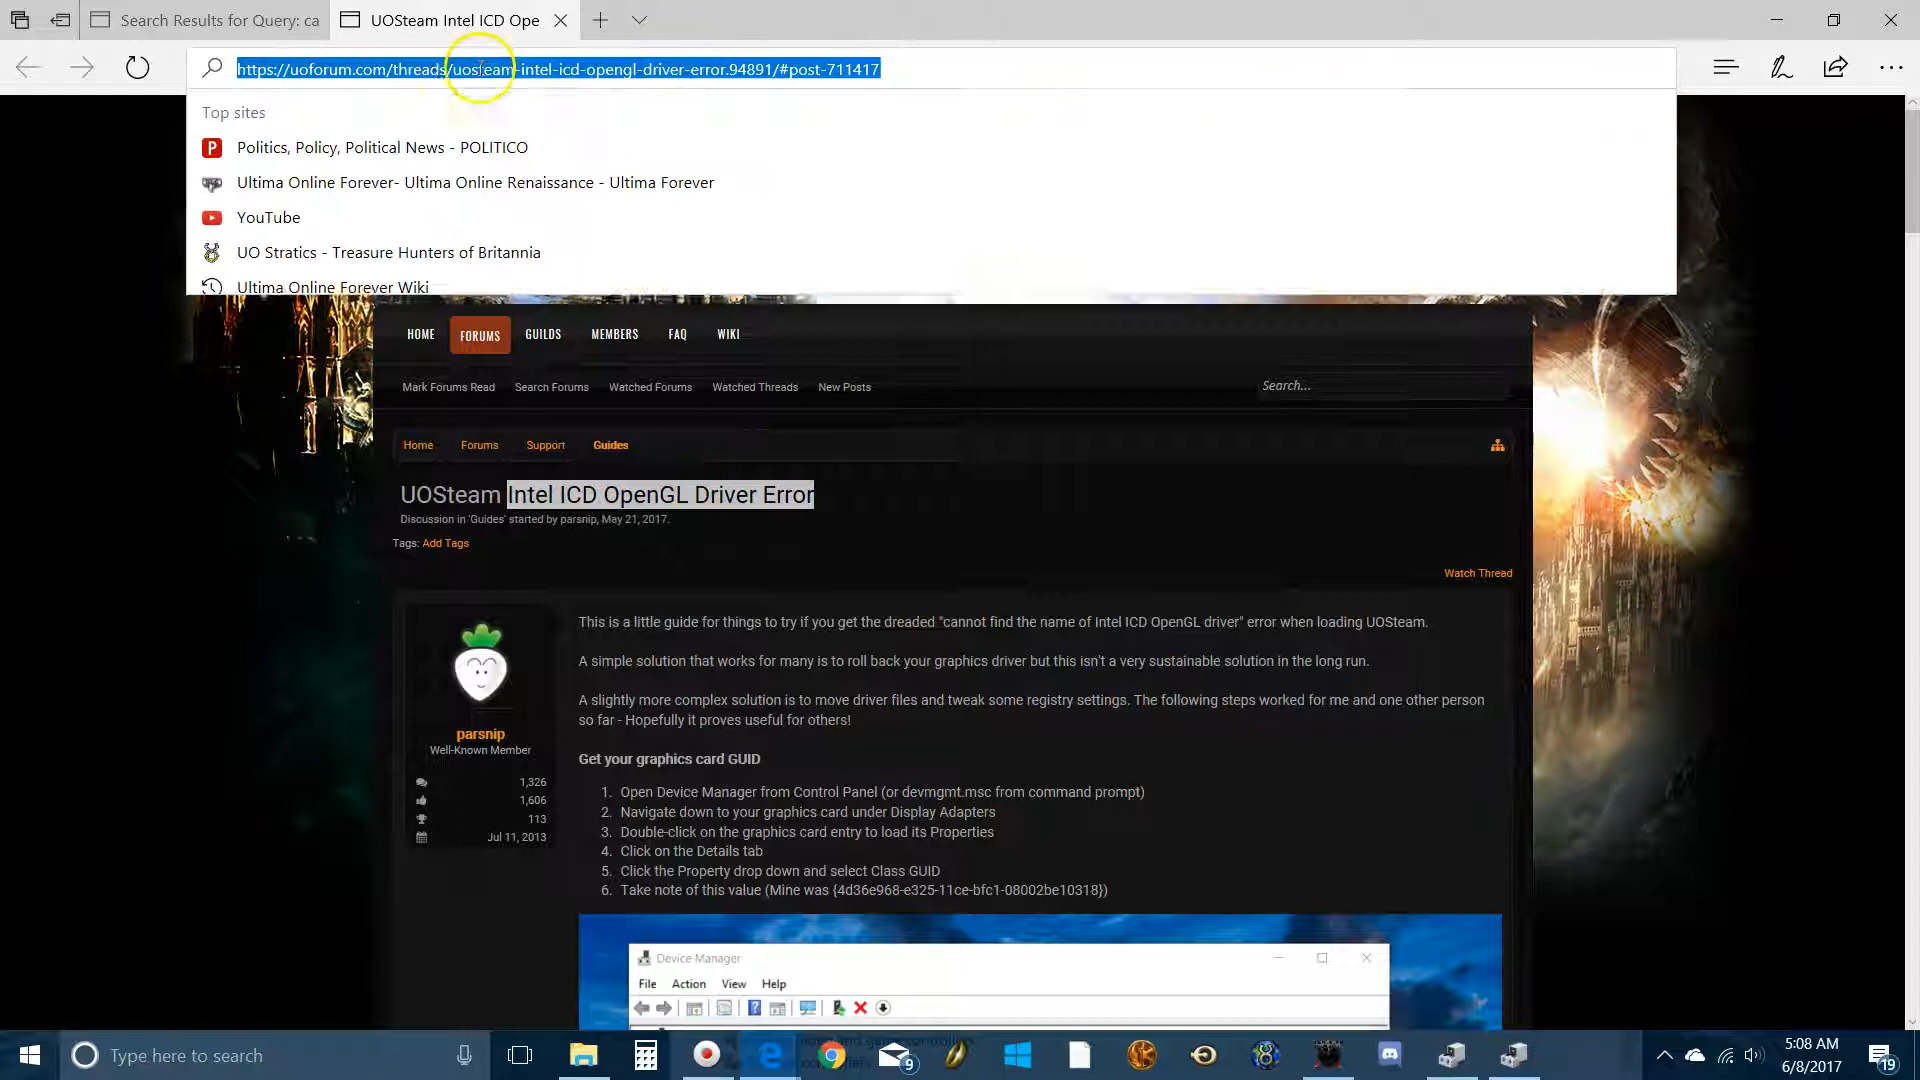 Search Results for Query: ca
UOSteam Intel ICD Ope
https://uoforum.com/threads/uosteam-intel-icd-opengl-driver-error.94891/#post-711417
Top sites
Politics, Policy, Political News - POLITICO
Ultima Online Forever- Ultima Online Renaissance - Ultima Forever
YouTube
UO Stratics - Treasure Hunters of Britannia
Ultima Online Forever Wiki
HOME FORUMS GUILDS MEMBERS FAQ WIKI
Mark Forums Read Search Forums Watched Forums Watched Threads New Posts Search...
Home Forums Support Guides
UOSteam Intel ICD OpenGL Driver Error
Discussion in 'Guides' started by parsnip, May 21, 2017.
Tags: Add Tags
Watch Thread
parsnip
Well-Known Member
1,326
1,606
113
Jul 11, 2013
This is a little guide for things to try if you get the dreaded "cannot find the name of Intel ICD OpenGL driver" error when loading UOSteam.
A simple solution that works for many is to roll back your graphics driver but this isn't a very sustainable solution in the long run.
A slightly more complex solution is to move driver files and tweak some registry settings. The following steps worked for me and one other person
so far - Hopefully it proves useful for others!
Get your graphics card GUID
1. Open Device Manager from Control Panel (or devmgmt.msc from command prompt)
2. Navigate down to your graphics card under Display Adapters
3. Double-click on the graphics card entry to load its Properties
4. Click on the Details tab
5. Click the Property drop down and select Class GUID
6. Take note of this value (Mine was {4d36e968-e325-11ce-bfc1-08002be10318})
Device Manager
File Action View Help
Type here to search
9
5:08 AM
6/8/2017
19